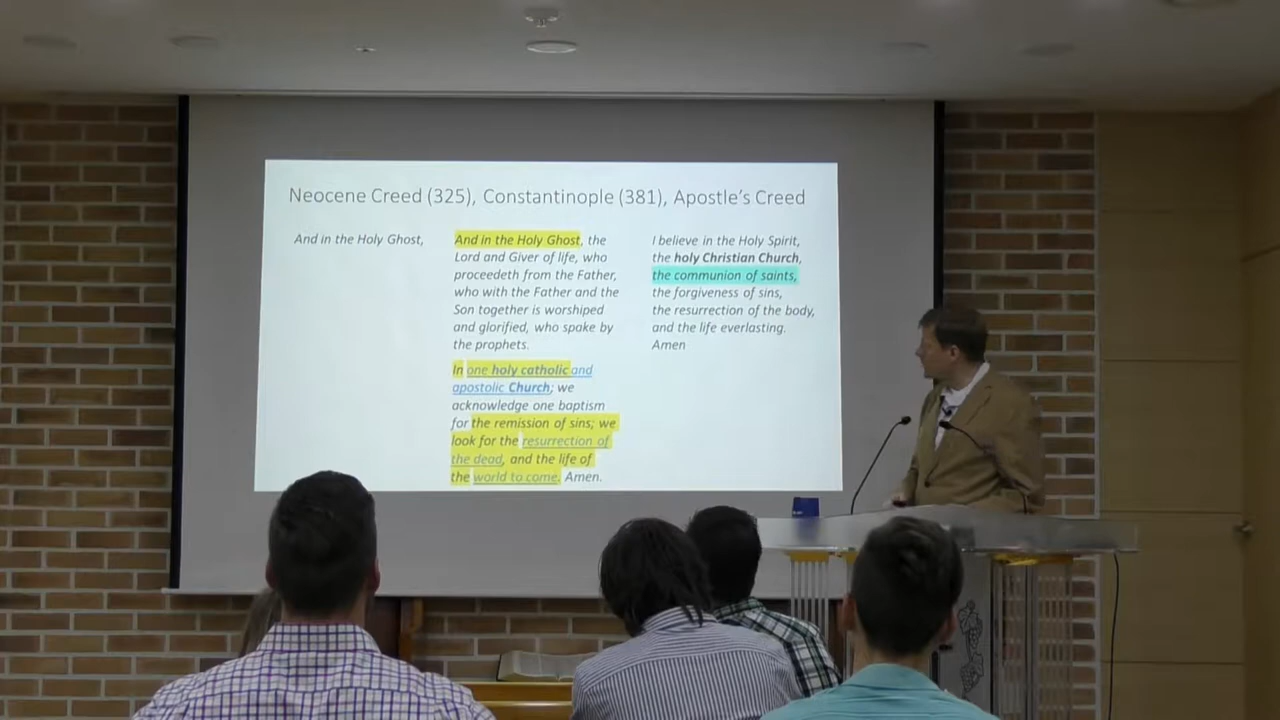 Neocene Creed (325), Constantinople (381), Apostle's Creed
And in the Holy Ghost,
And in the Holy Ghost, the
Lord and Giver of life, who
proceedeth from the Father,
who with the Father and the
Son together is worshiped
and glorified, who spake by
the prophets.
In one holy catholic and
apostolic Church; we
acknowledge one baptism
for the remission of sins; we
look for the resurrection of
the dead, and the life of
the world to come. Amen.
I believe in the Holy Spirit,
the holy Christian Church,
the communion of saints,
the forgiveness of sins,
the resurrection of the body,
and the life everlasting.
Amen